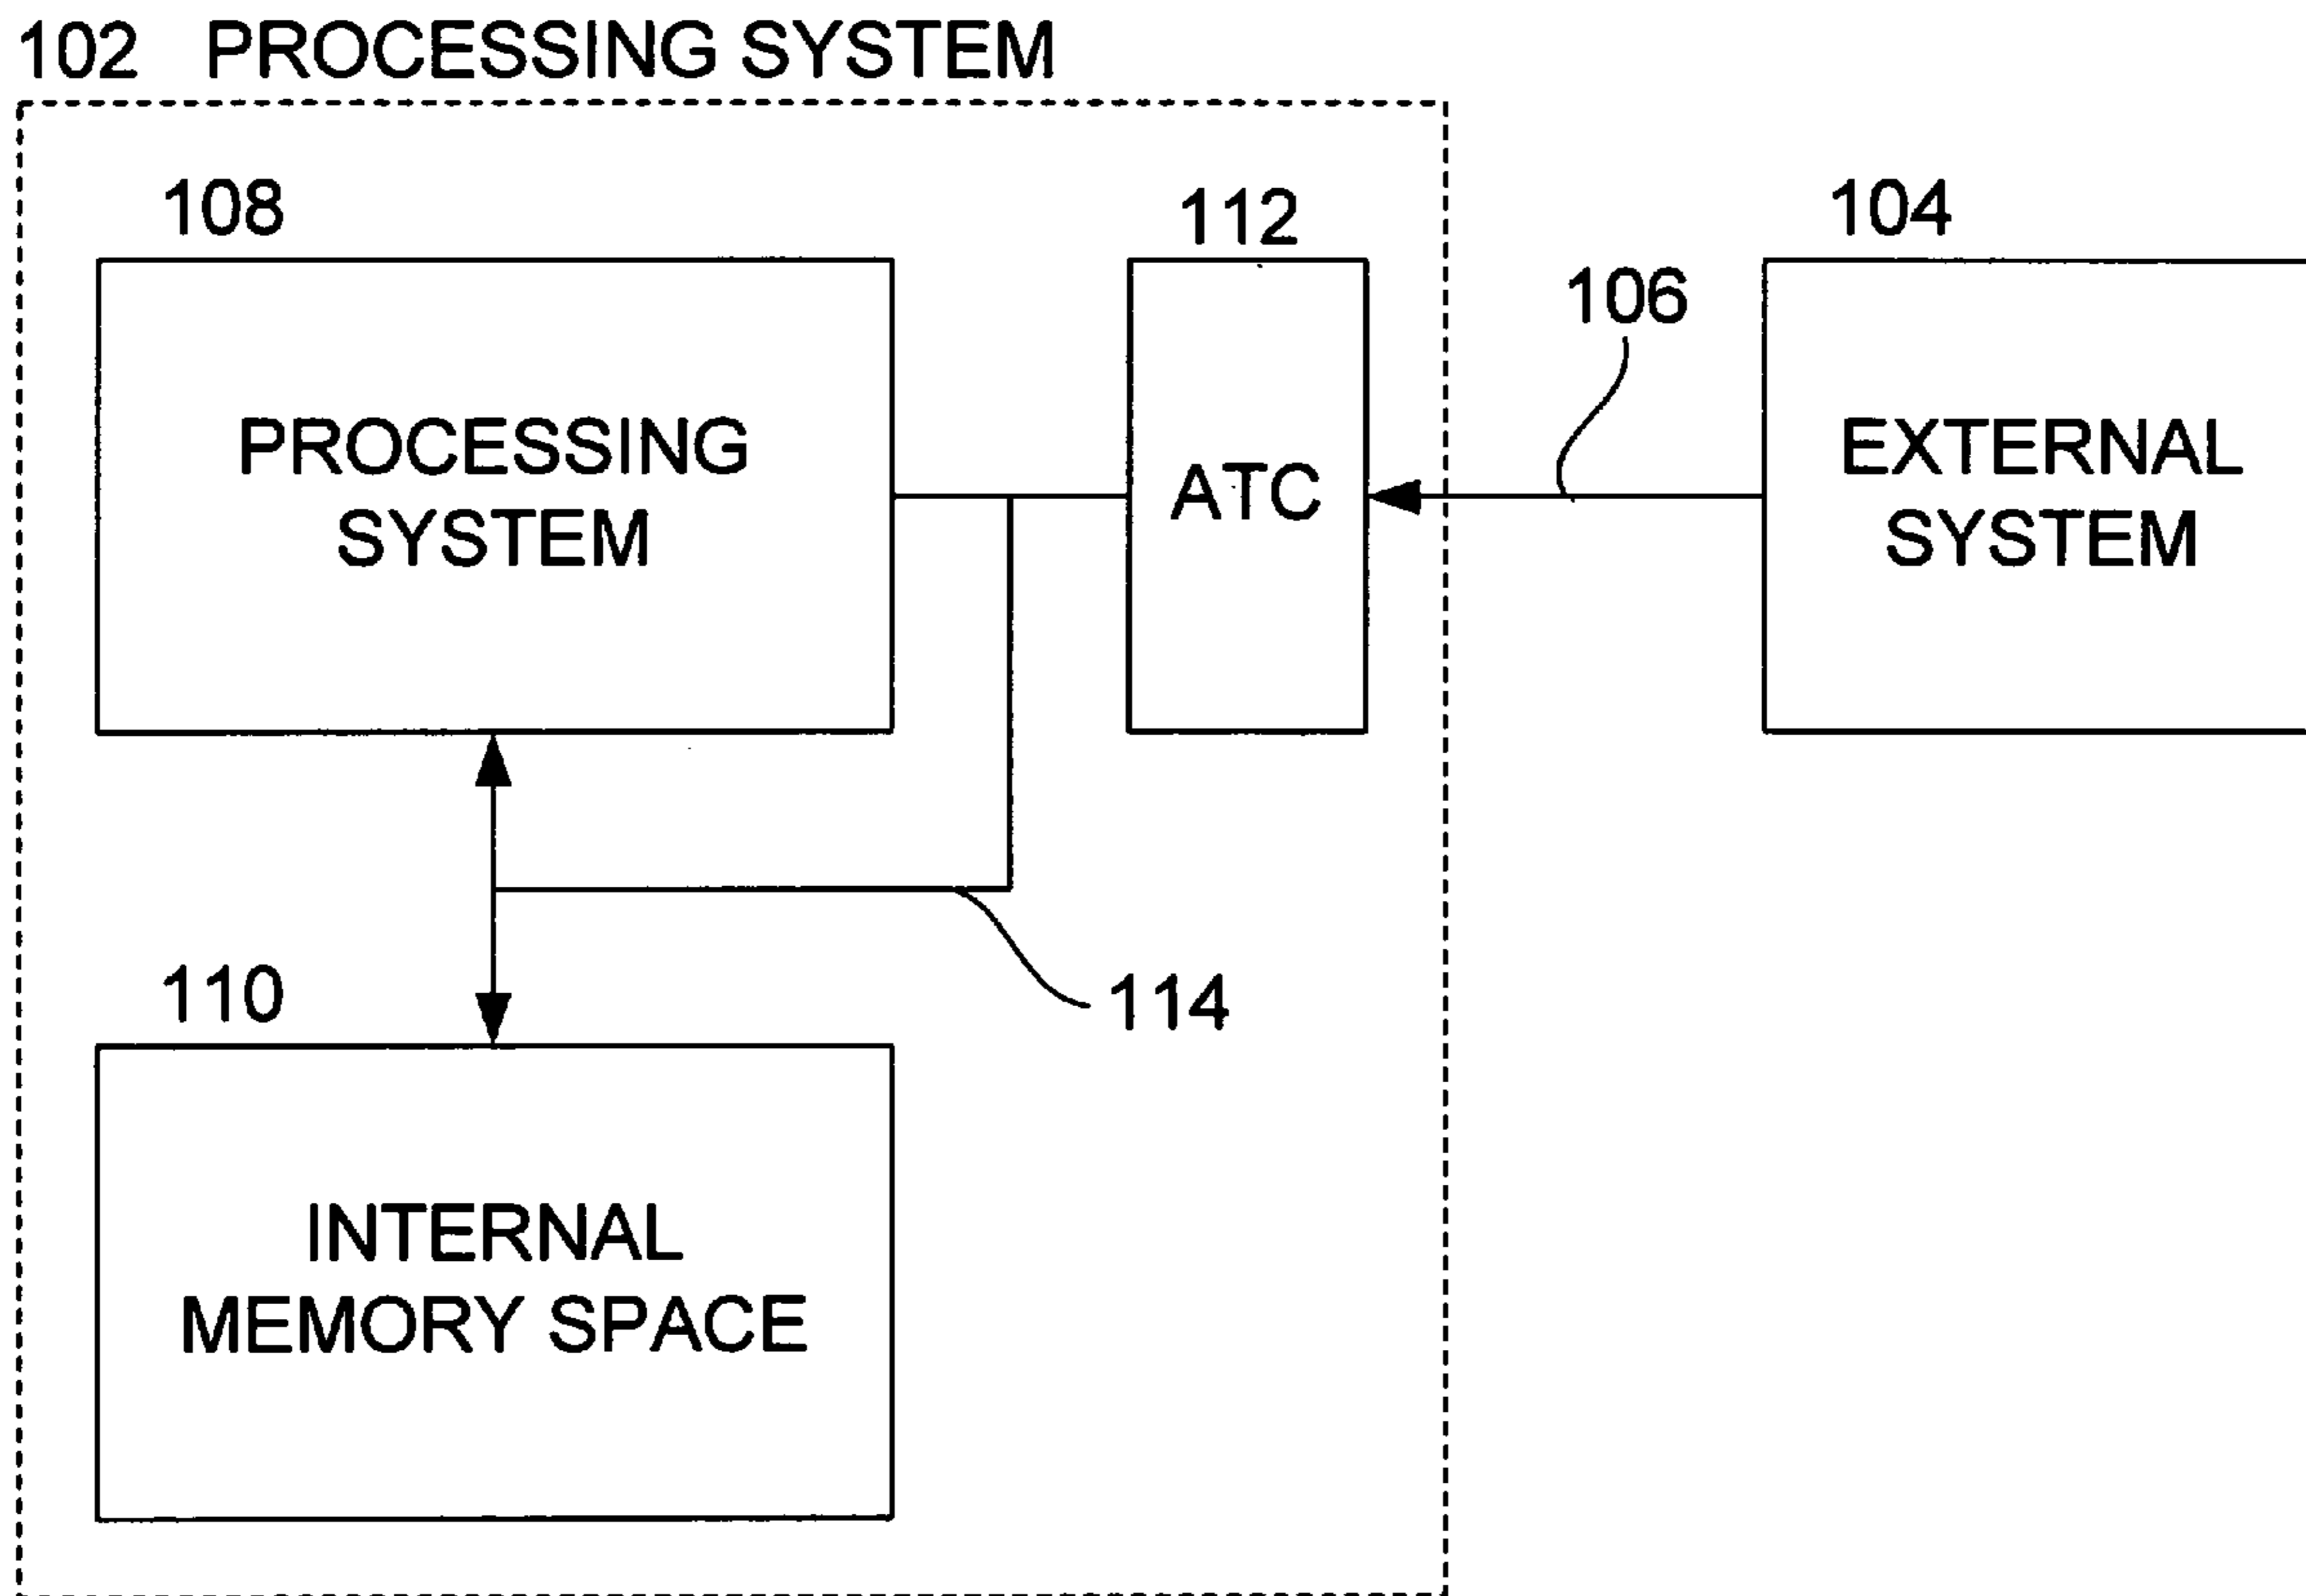 102 PROCESSING SYSTEM
108
112
104
106
PROCESSING
SYSTEM
ATC
EXTERNAL
SYSTEM
110
114
INTERNAL
MEMORY SPACE